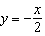 y = −x/2